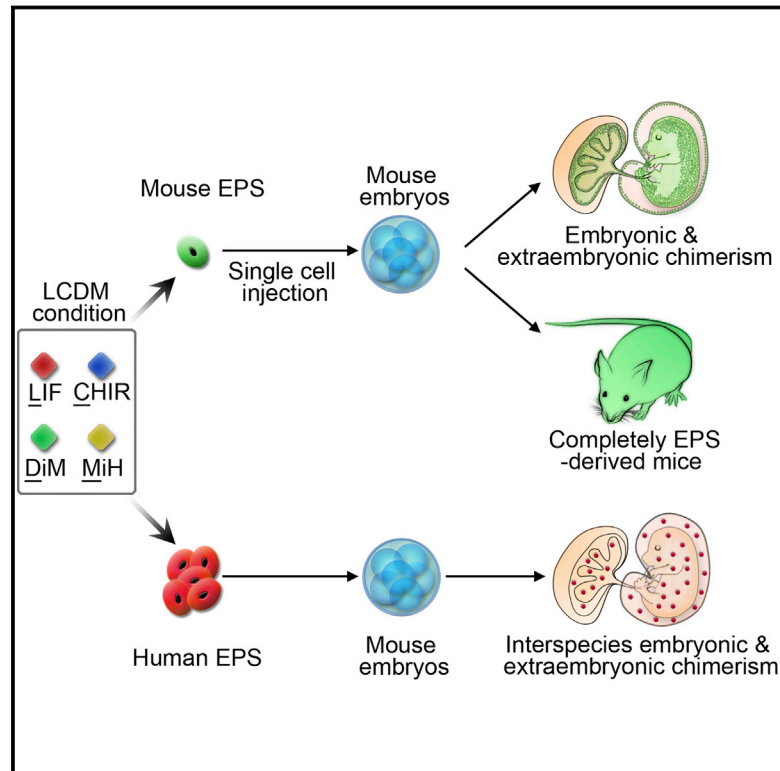 Mouse EPS
Single cell
injection
Mouse
embryos
Embryonic &
extraembryonic chimerism
LCDM
condition
LIF
CHIR
DiM
MiH
Completely EPS
-derived mice
Human EPS
Mouse
embryos
Interspecies embryonic &
extraembryonic chimerism